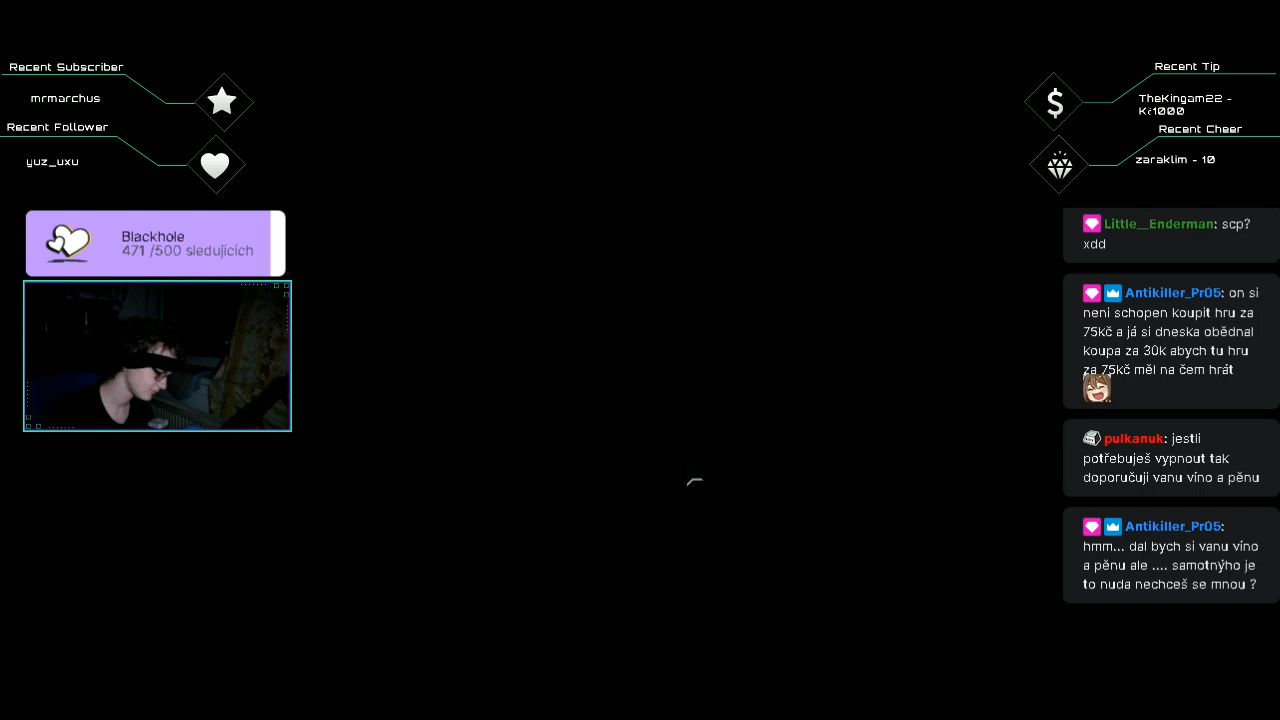 Recent Subscriber
mrmarchus
Recent Follower
yuz_uxu
Blackhole
471 /500 sledujících
Recent Tip
TheKingam22 -
Kč1000
Recent Cheer
zaraklim - 10
Little__Enderman: scp?
xdd
Antikiller_Pr05: on si
neni schopen koupit hru za
75kč a já si dneska obědnal
koupa za 30k abych tu hru
za 75kč měl na čem hrát
pulkanuk: jestli
potřebuješ vypnout tak
doporučuji vanu víno a pěnu
Antikiller_Pr05:
hmm... dal bych si vanu víno
a pěnu ale .... samotnýho je
to nuda nechceš se mnou ?